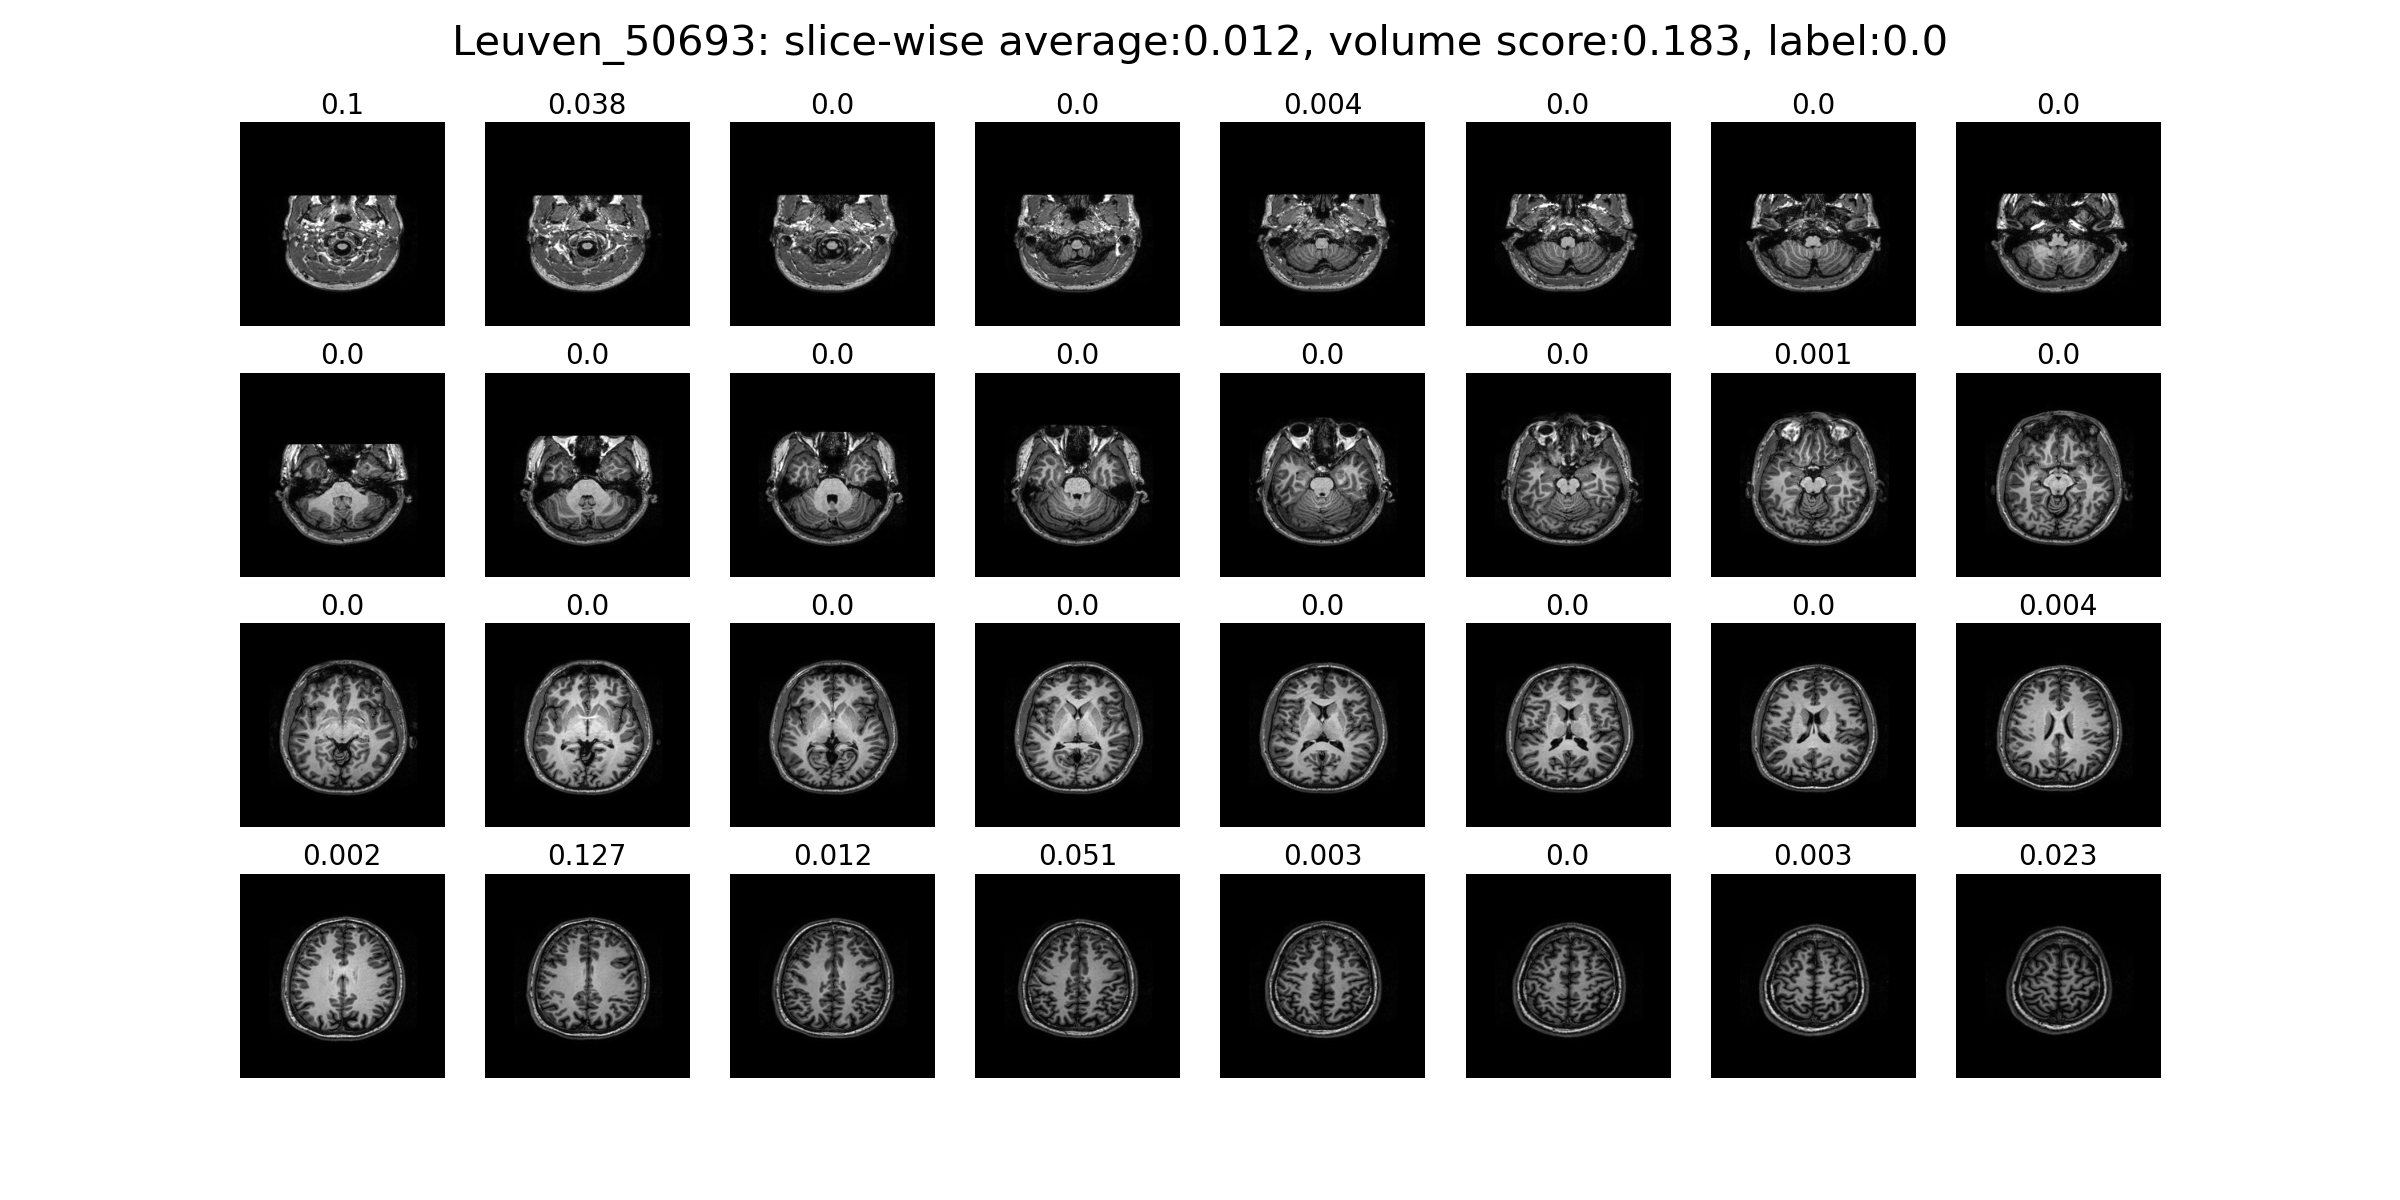 Leuven_50693: slice-wise average:0.012, volume score:0.183, label:0.0
0.1 0.038 0.0 0.0 0.004 0.0 0.0 0.0
0.0 0.0 0.0 0.0 0.0 0.0 0.001 0.0
0.0 0.0 0.0 0.0 0.0 0.0 0.0 0.004
0.002 0.127 0.012 0.051 0.003 0.0 0.003 0.023